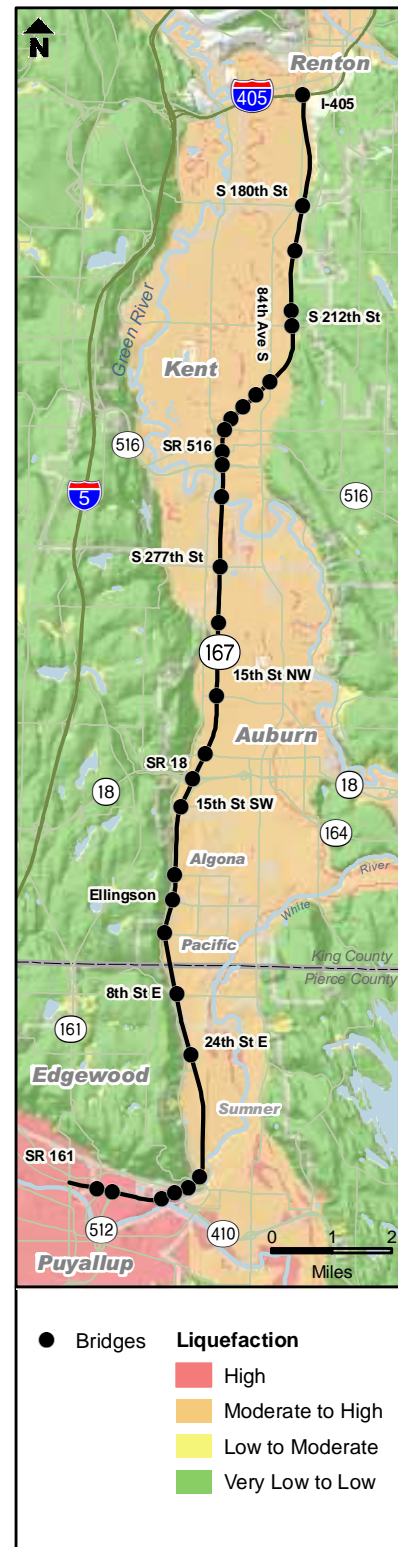 N
Renton
405
I-405
S 180th St
84th Ave S
S 212th St
Green River
Kent
516
SR 516
516
5
S 277th St
167
15th St NW
Auburn
SR 18
18
18
15th St SW
164
Algona
River
Ellingson
White
Pacific
King County
Pierce County
8th St E
161
24th St E
Edgewood
Sumner
SR 161
512
410
0 1 2
Miles
Puyallup
Bridges
Liquefaction
High
Moderate to High
Low to Moderate
Very Low to Low